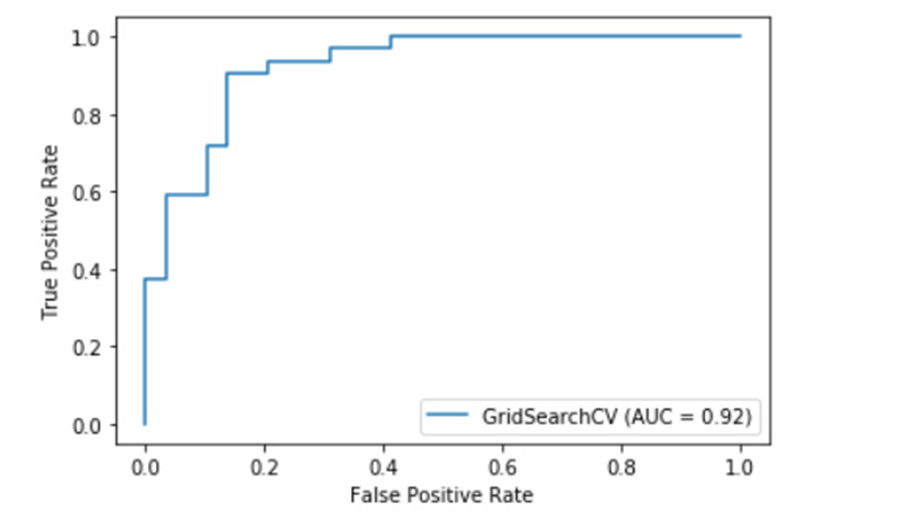 1.0
0.8
0.6
0.4
0.2
0.0
True Positive Rate
GridSearchCV (AUC = 0.92)
0.0 0.2 0.4 0.6 0.8 1.0
False Positive Rate